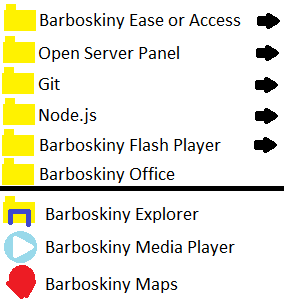 Barboskiny Ease or Access
Open Server Panel
Git
Node.js
Barboskiny Flash Player
Barboskiny Office
Barboskiny Explorer
Barboskiny Media Player
Barboskiny Maps